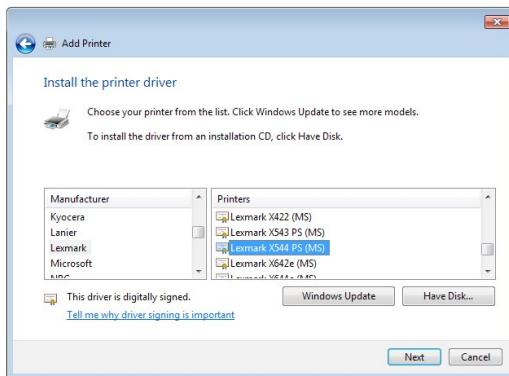 Add Printer
Install the printer driver
Choose your printer from the list. Click Windows Update to see more models.
To install the driver from an installation CD, click Have Disk.
Manufacturer
Kyocera
Lanier
Lexmark
Microsoft
Printers
Lexmark X422 (MS)
Lexmark X543 PS (MS)
Lexmark X544 PS (MS)
Lexmark X642e (MS)
This driver is digitally signed.
Tell me why driver signing is important
Windows Update
Have Disk...
Next
Cancel